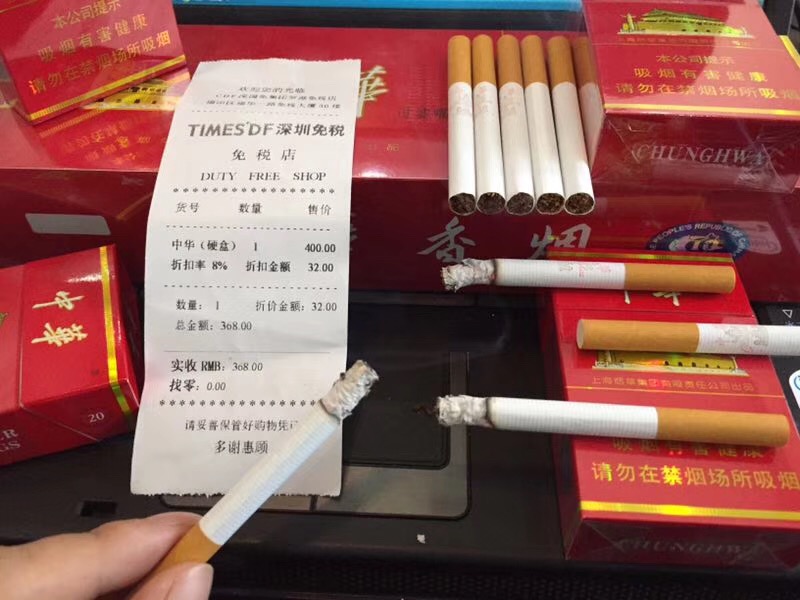 本公司提示
吸烟有害健康
请勿在禁烟场所吸烟
中華
20
欢迎您的光临
TIMES DF 深圳免税
免税店
DUTY FREE SHOP
货号 数量 售价
中华（硬盒） 1 400.00
折扣率 8% 折扣金额 32.00
数量： 1 折价金额：32.00
总金额：368.00
实收 RMB：368.00
找零：0.00
请妥善保管好购物凭
多谢惠顾
華
香烟
本公司提示
吸烟有害健康
请勿在禁烟场所吸烟
CHUNGHWA
PEOPLE'S REPUBLIC OF
上海烟草集团有限责任公司出品
吸烟有害健康
请勿在禁烟场所吸烟
CHUNGHWA